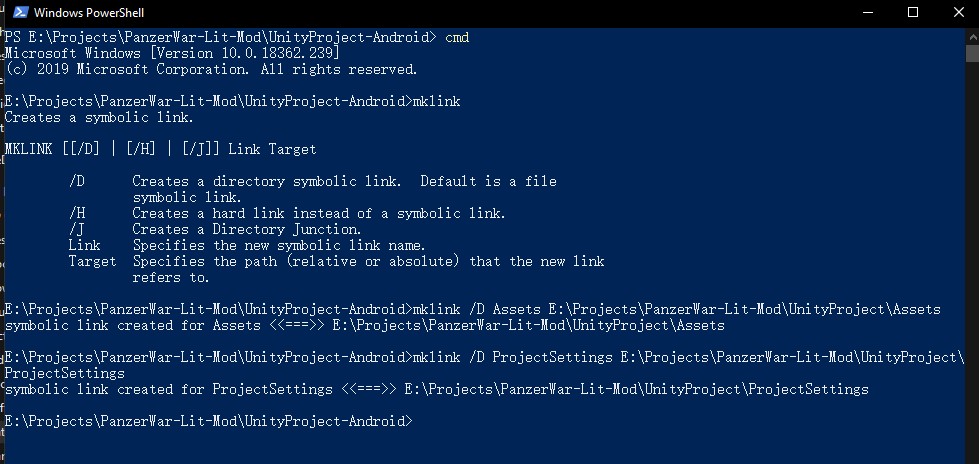 Windows PowerShell
PS E:\Projects\PanzerWar-Lit-Mod\UnityProject-Android> cmd
Microsoft Windows [Version 10.0.18362.239]
(c) 2019 Microsoft Corporation. All rights reserved.
E:\Projects\PanzerWar-Lit-Mod\UnityProject-Android>mklink
Creates a symbolic link.
MKLINK [[/D] | [/H] | [/J]] Link Target
/D      Creates a directory symbolic link.  Default is a file
symbolic link.
/H      Creates a hard link instead of a symbolic link.
/J      Creates a Directory Junction.
Link    Specifies the new symbolic link name.
Target  Specifies the path (relative or absolute) that the new link
refers to.
E:\Projects\PanzerWar-Lit-Mod\UnityProject-Android>mklink /D Assets E:\Projects\PanzerWar-Lit-Mod\UnityProject\Assets
symbolic link created for Assets <<===>> E:\Projects\PanzerWar-Lit-Mod\UnityProject\Assets
E:\Projects\PanzerWar-Lit-Mod\UnityProject-Android>mklink /D ProjectSettings E:\Projects\PanzerWar-Lit-Mod\UnityProject\
ProjectSettings
symbolic link created for ProjectSettings <<===>> E:\Projects\PanzerWar-Lit-Mod\UnityProject\ProjectSettings
E:\Projects\PanzerWar-Lit-Mod\UnityProject-Android>